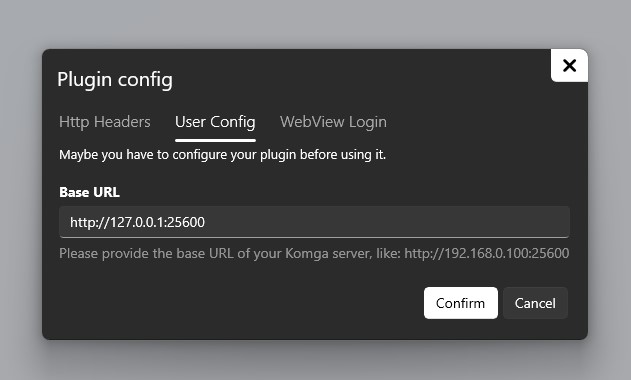 Plugin config
Http Headers User Config WebView Login
Maybe you have to configure your plugin before using it.
Base URL
http://127.0.0.1:25600
Please provide the base URL of your Komga server, like: http://192.168.0.100:25600
Confirm Cancel